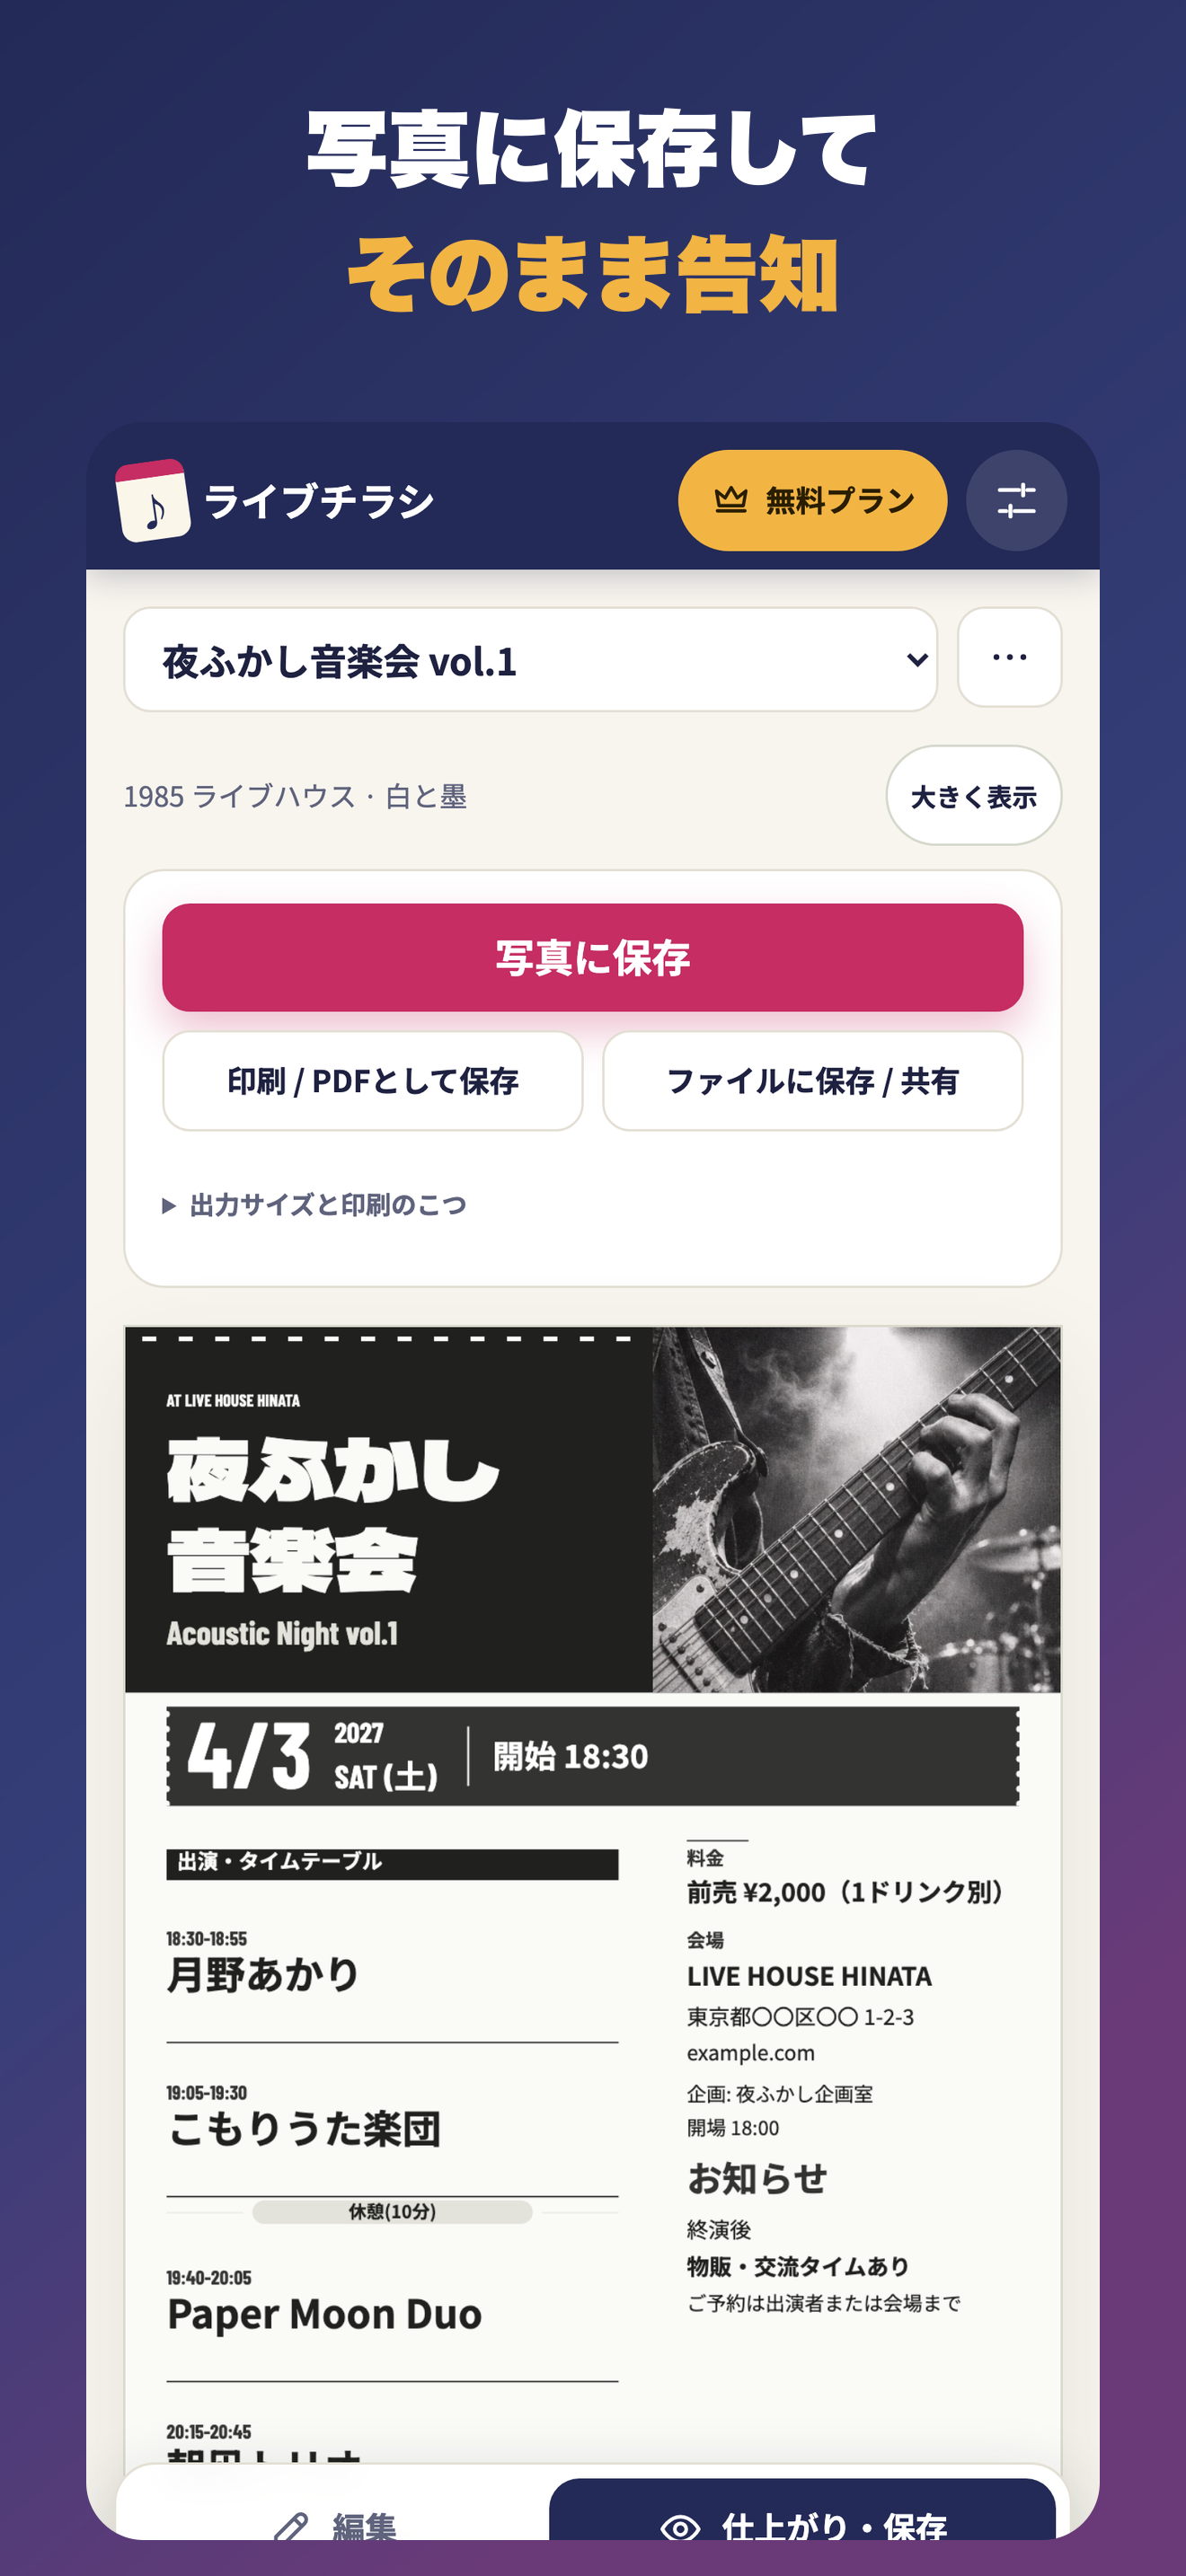 写真に保存して
そのまま告知
ライブチラシ
無料プラン
夜ふかし音楽会 vol.1
1985 ライブハウス・白と墨
大きく表示
写真に保存
印刷 / PDFとして保存
ファイルに保存 / 共有
出力サイズと印刷のこつ
AT LIVE HOUSE HINATA
夜ふかし
音楽会
Acoustic Night vol.1
4/3
2027
SAT (土)
開始 18:30
出演・タイムテーブル
18:30-18:55
月野あかり
19:05-19:30
こもりうた楽団
休憩(10分)
19:40-20:05
Paper Moon Duo
20:15-20:45
料金
前売 ¥2,000（1ドリンク別）
会場
LIVE HOUSE HINATA
東京都〇〇区〇〇 1-2-3
example.com
企画: 夜ふかし企画室
開場 18:00
お知らせ
終演後
物販・交流タイムあり
ご予約は出演者または会場まで
編集
仕上がり・保存